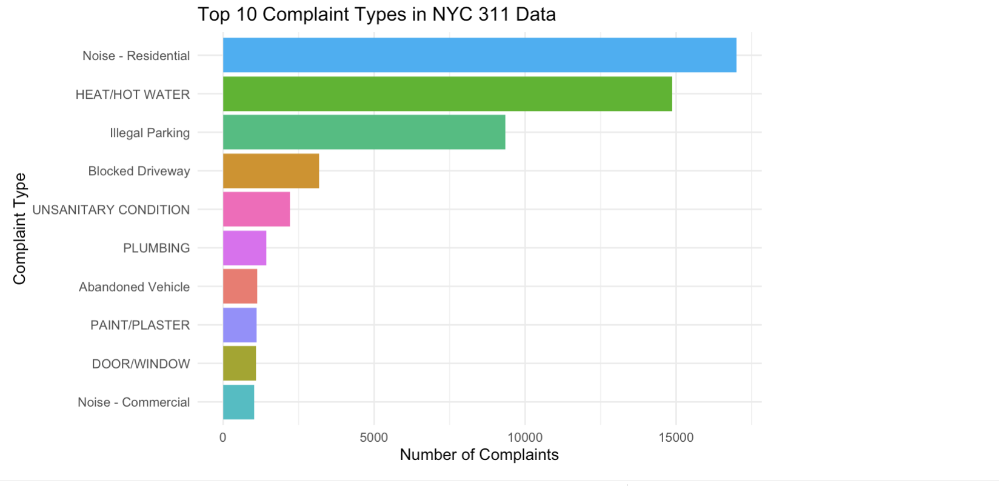 Top 10 Complaint Types in NYC 311 Data
Complaint Type
Noise - Residential
HEAT/HOT WATER
Illegal Parking
Blocked Driveway
UNSANITARY CONDITION
PLUMBING
Abandoned Vehicle
PAINT/PLASTER
DOOR/WINDOW
Noise - Commercial
0 5000 10000 15000
Number of Complaints